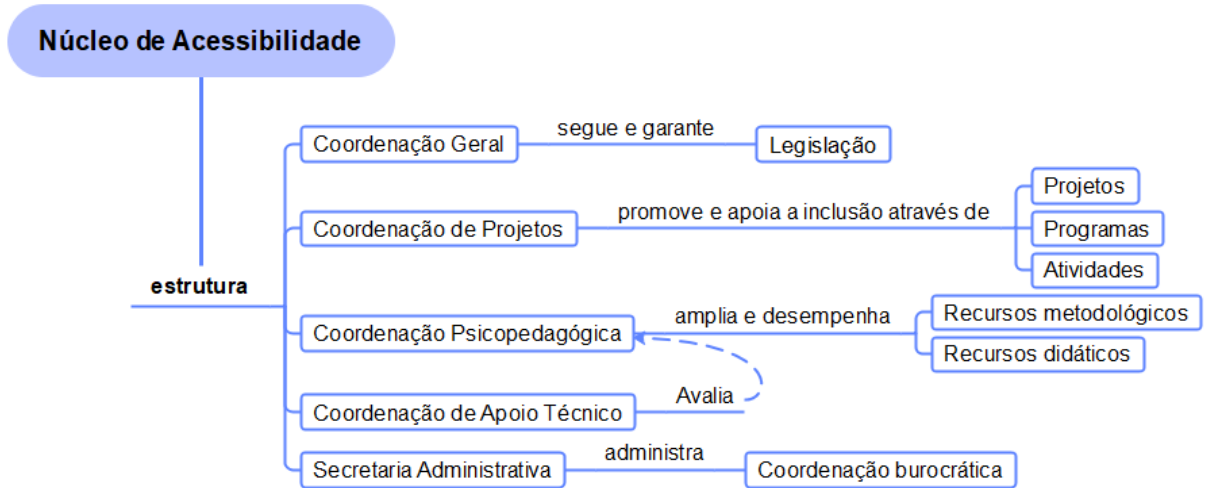 Núcleo de Acessibilidade
estrutura
Coordenação Geral
segue e garante
Legislação
Coordenação de Projetos
promove e apoia a inclusão através de
Projetos
Programas
Atividades
Coordenação Psicopedagógica
amplia e desempenha
Recursos metodológicos
Recursos didáticos
Coordenação de Apoio Técnico
Avalia
Secretaria Administrativa
administra
Coordenação burocrática